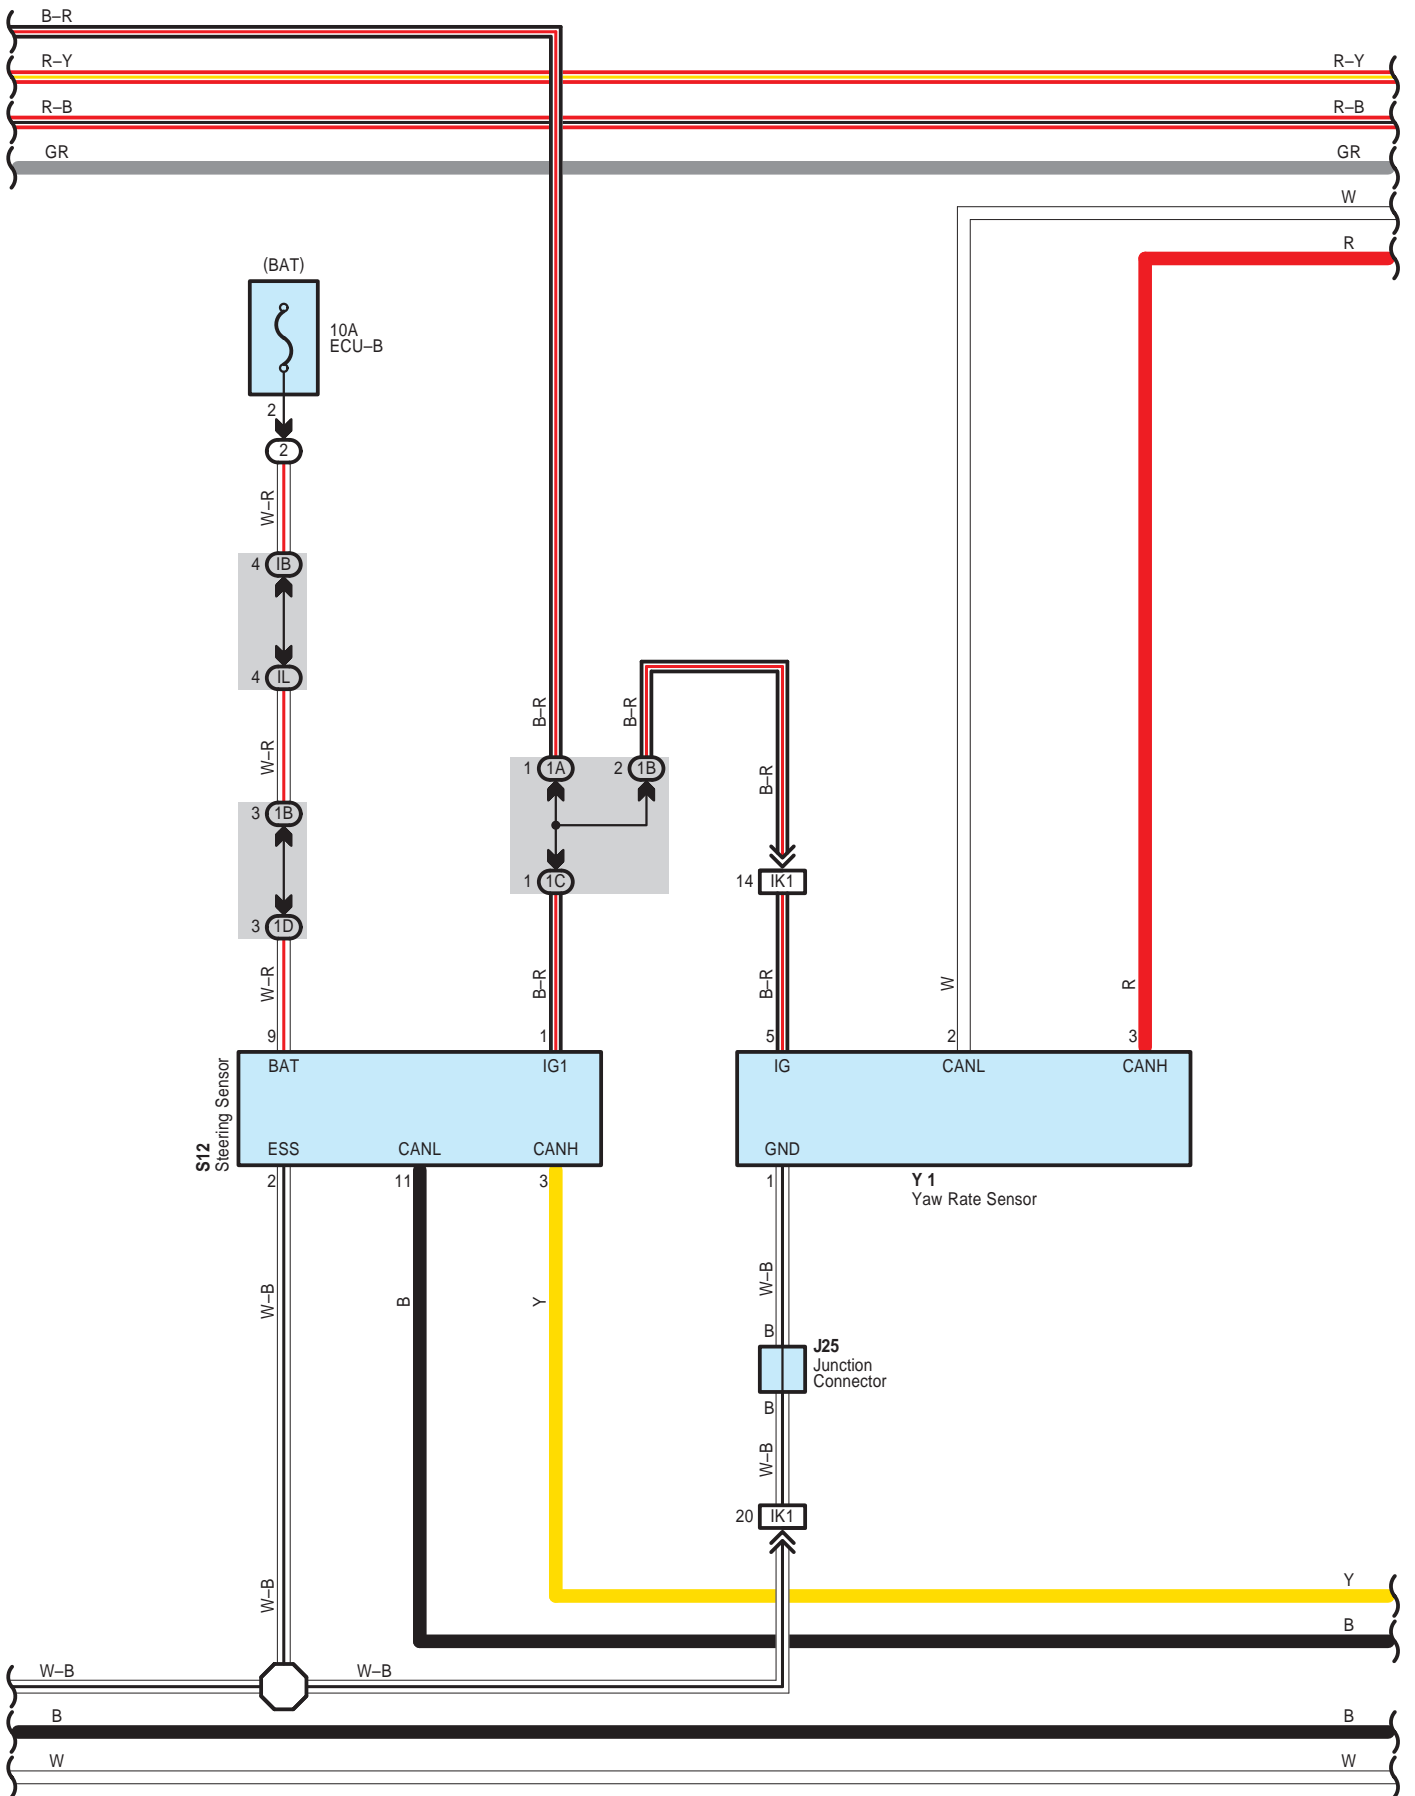 B–R
R–Y R–Y
R–B R–B
GR GR
W
R
(BAT)
10A
ECU–B
2
2
W–R
4 IB
4 IL
W–R
B–R
B–R
B–R
1 1A
2 1B
3 1B
1 1C
14 IK1
3 1D
W–R
B–R
B–R
W
R
9
1
5
2
3
BAT
IG1
IG
CANL
CANH
S12
Steering Sensor
ESS
CANL
CANH
GND
2
11
3
1
Y 1
Yaw Rate Sensor
W–B
B
Y
W–B
B
J25
Junction
Connector
B
W–B
20 IK1
W–B
Y
B
W–B
W–B
B B
W W